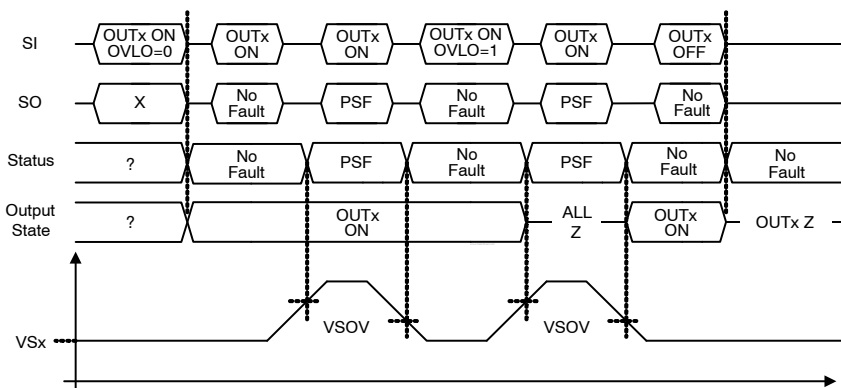 SI
OUTx ON
OVLO=0
OUTx
ON
OUTx
ON
OUTx ON
OVLO=1
OUTx
ON
OUTx
OFF
SO
X
No
Fault
PSF
No
Fault
PSF
No
Fault
Status
?
No
Fault
PSF
No
Fault
PSF
No
Fault
No
Fault
Output
State
?
OUTx
ON
ALL
Z
OUTx
ON
OUTx Z
VSx
VSOV
VSOV